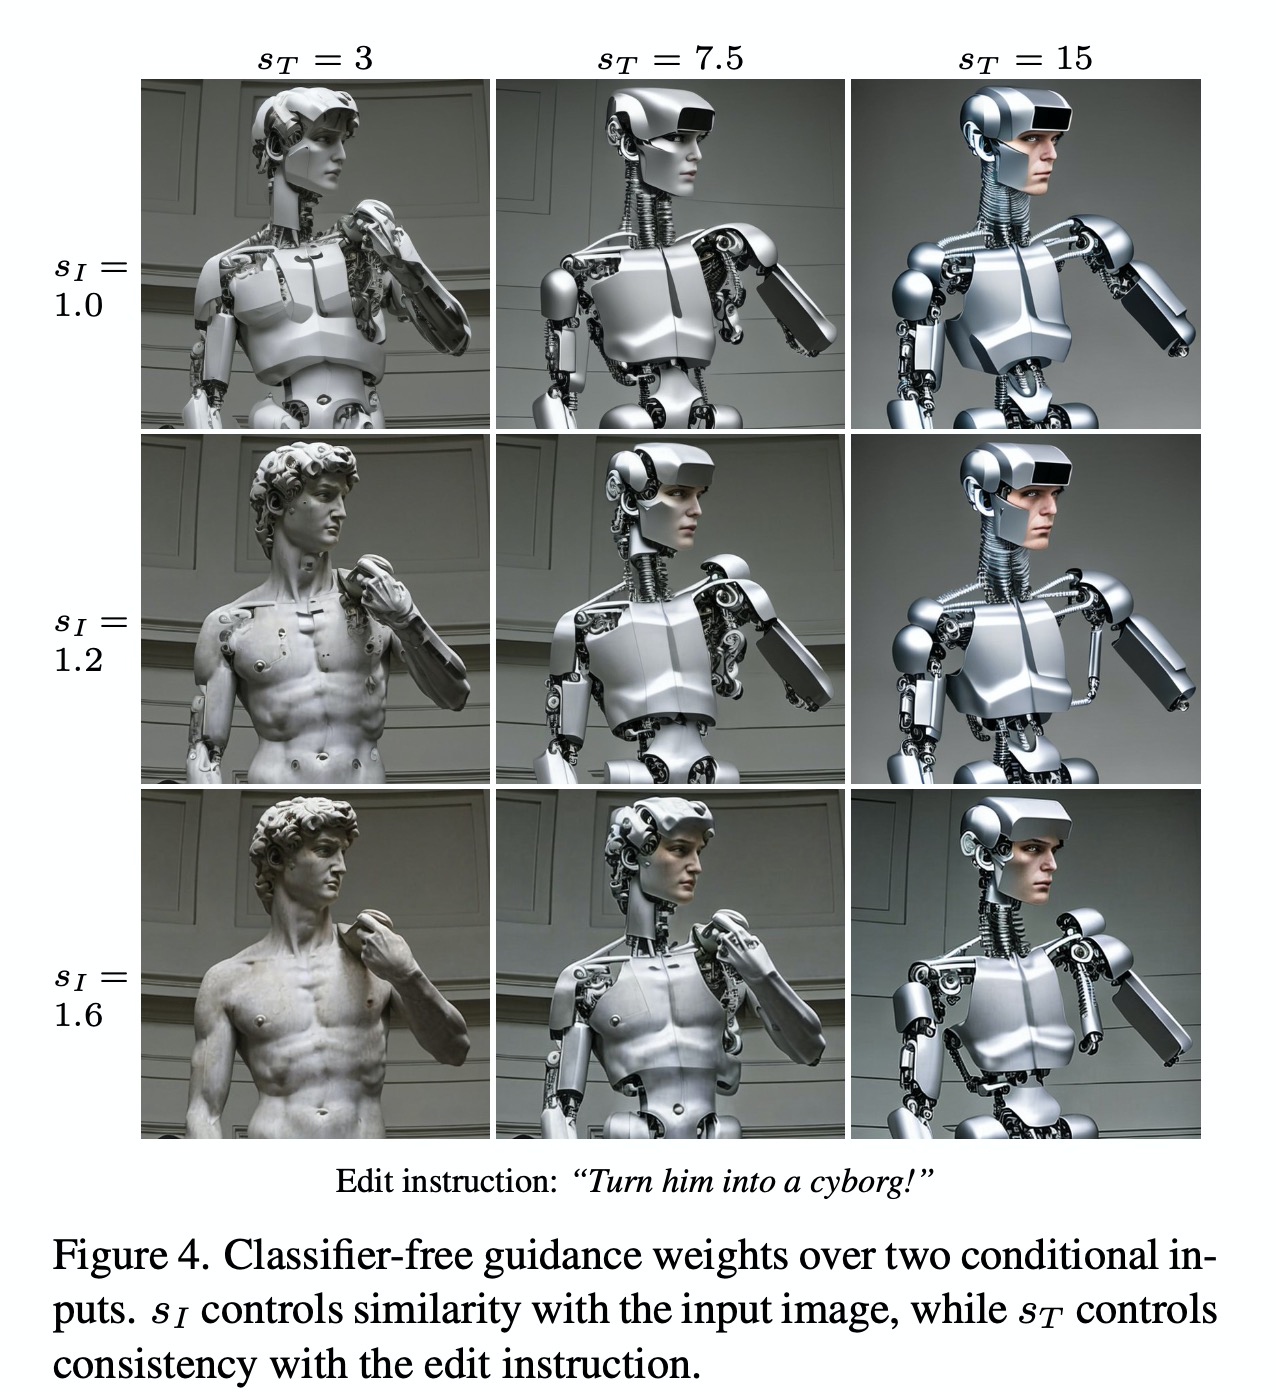 s_T = 3 s_T = 7.5 s_T = 15
s_I =
1.0
s_I =
1.2
s_I =
1.6
Edit instruction: “Turn him into a cyborg!”
Figure 4. Classifier-free guidance weights over two conditional in-
puts. s_I controls similarity with the input image, while s_T controls
consistency with the edit instruction.